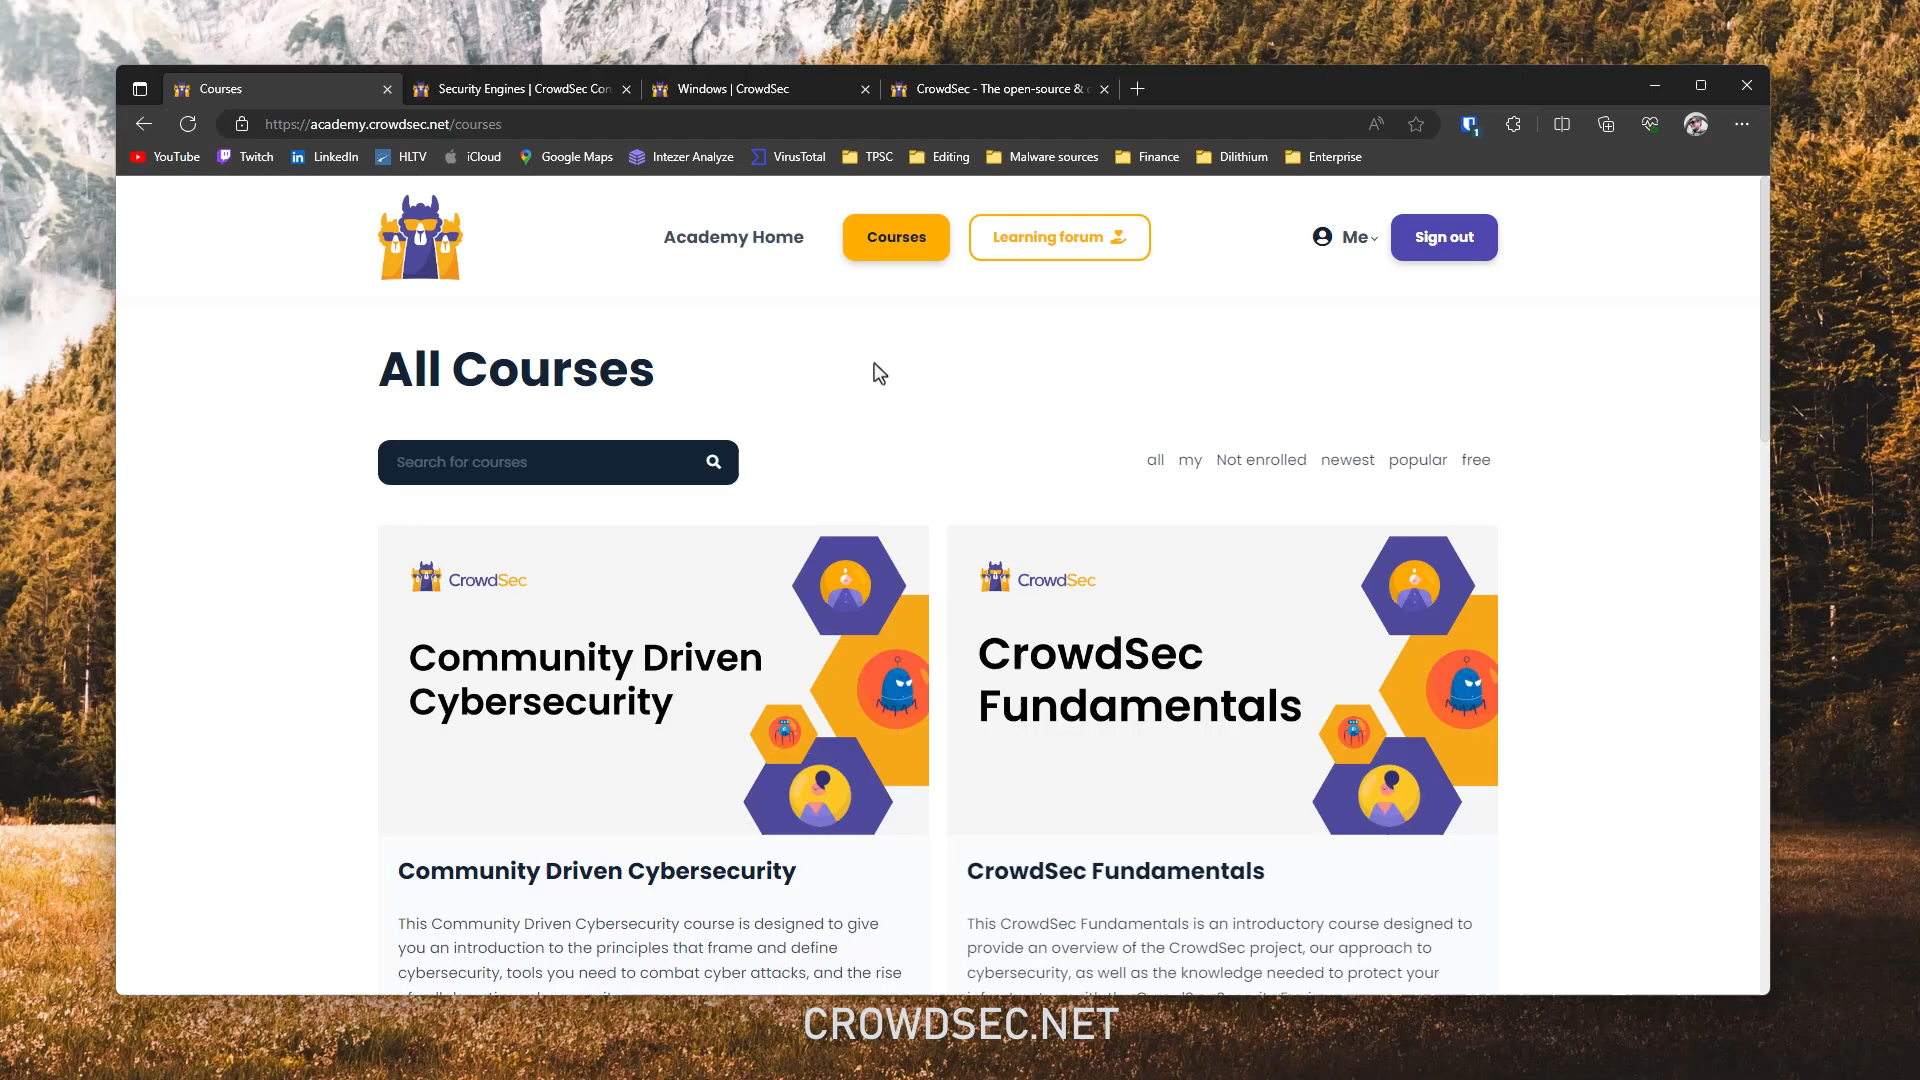 Courses
Security Engines | CrowdSec Con
Windows | CrowdSec
CrowdSec - The open-source &
https://academy.crowdsec.net/courses
1
YouTube
Twitch
LinkedIn
HLTV
iCloud
Google Maps
Intezer Analyze
VirusTotal
TPSC
Editing
Malware sources
Finance
Dilithium
Enterprise
Academy Home
Courses
Learning forum
Me
Sign out
All Courses
Search for courses
all my Not enrolled newest popular free
CrowdSec
Community Driven
Cybersecurity
CrowdSec
CrowdSec
Fundamentals
Community Driven Cybersecurity
This Community Driven Cybersecurity course is designed to give
you an introduction to the principles that frame and define
cybersecurity, tools you need to combat cyber attacks, and the rise
CrowdSec Fundamentals
This CrowdSec Fundamentals is an introductory course designed to
provide an overview of the CrowdSec project, our approach to
cybersecurity, as well as the knowledge needed to protect your
CROWDSEC.NET